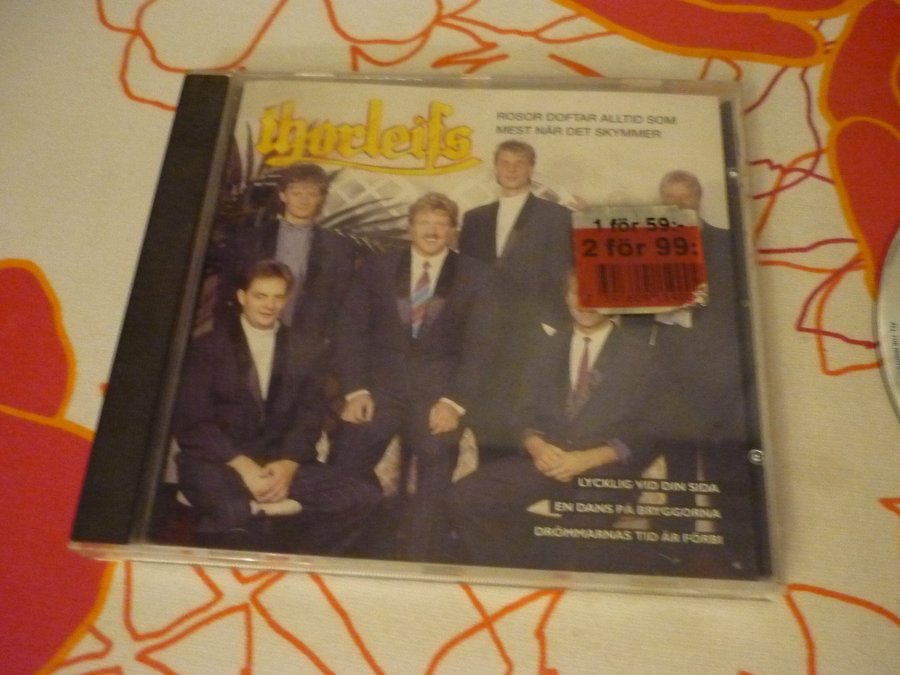 thorleifs
ROSOR DOFTAR ALLTID SOM
MEST NÄR DET SKYMMER
1 för 59:-
2 för 99:
LYCKLIG VID DIN SIDA
EN DANS PÅ BRYGGORNA
DRÖMMARNAS TID ÄR FÖRBI